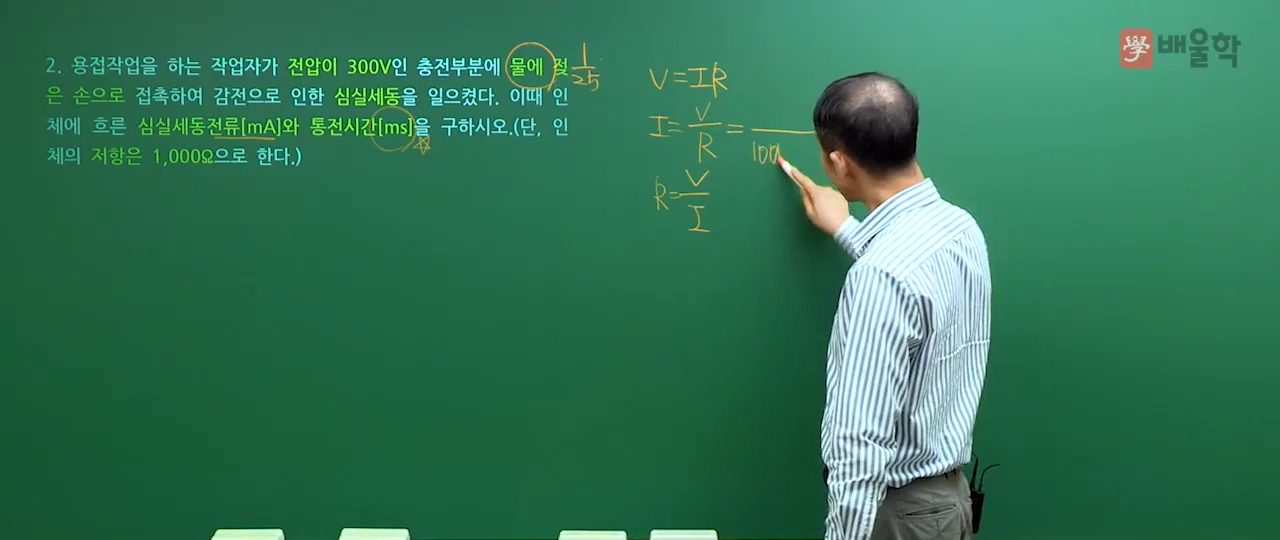 學 배울학
2. 용접작업을 하는 작업자가 전압이 300V인 충전부분에 물에 젖
은 손으로 접촉하여 감전으로 인한 심실세동을 일으켰다. 이때 인
체에 흐른 심실세동전류[mA]와 통전시간[ms]을 구하시오.(단, 인
체의 저항은 1,000Ω으로 한다.)
1/25
V=IR
I=V/R=
100
R=V/I